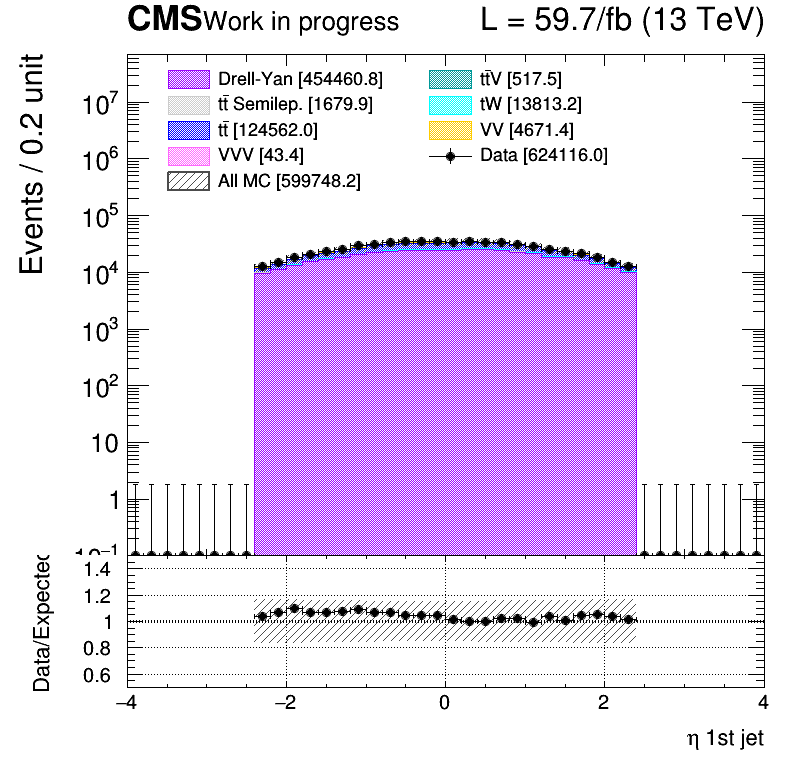 CMS Work in progress L = 59.7/fb (13 TeV)
Events / 0.2 unit
Drell-Yan [454460.8] tt̄V [517.5]
tt̄ Semilep. [1679.9] tW [13813.2]
tt̄ [124562.0] VV [4671.4]
VVV [43.4] Data [624116.0]
All MC [599748.2]
10⁷
10⁶
10⁵
10⁴
10³
10²
10
1
10⁻¹
Data/Expected
1.4
1.2
1
0.8
0.6
−4 −2 0 2 4
η 1st jet